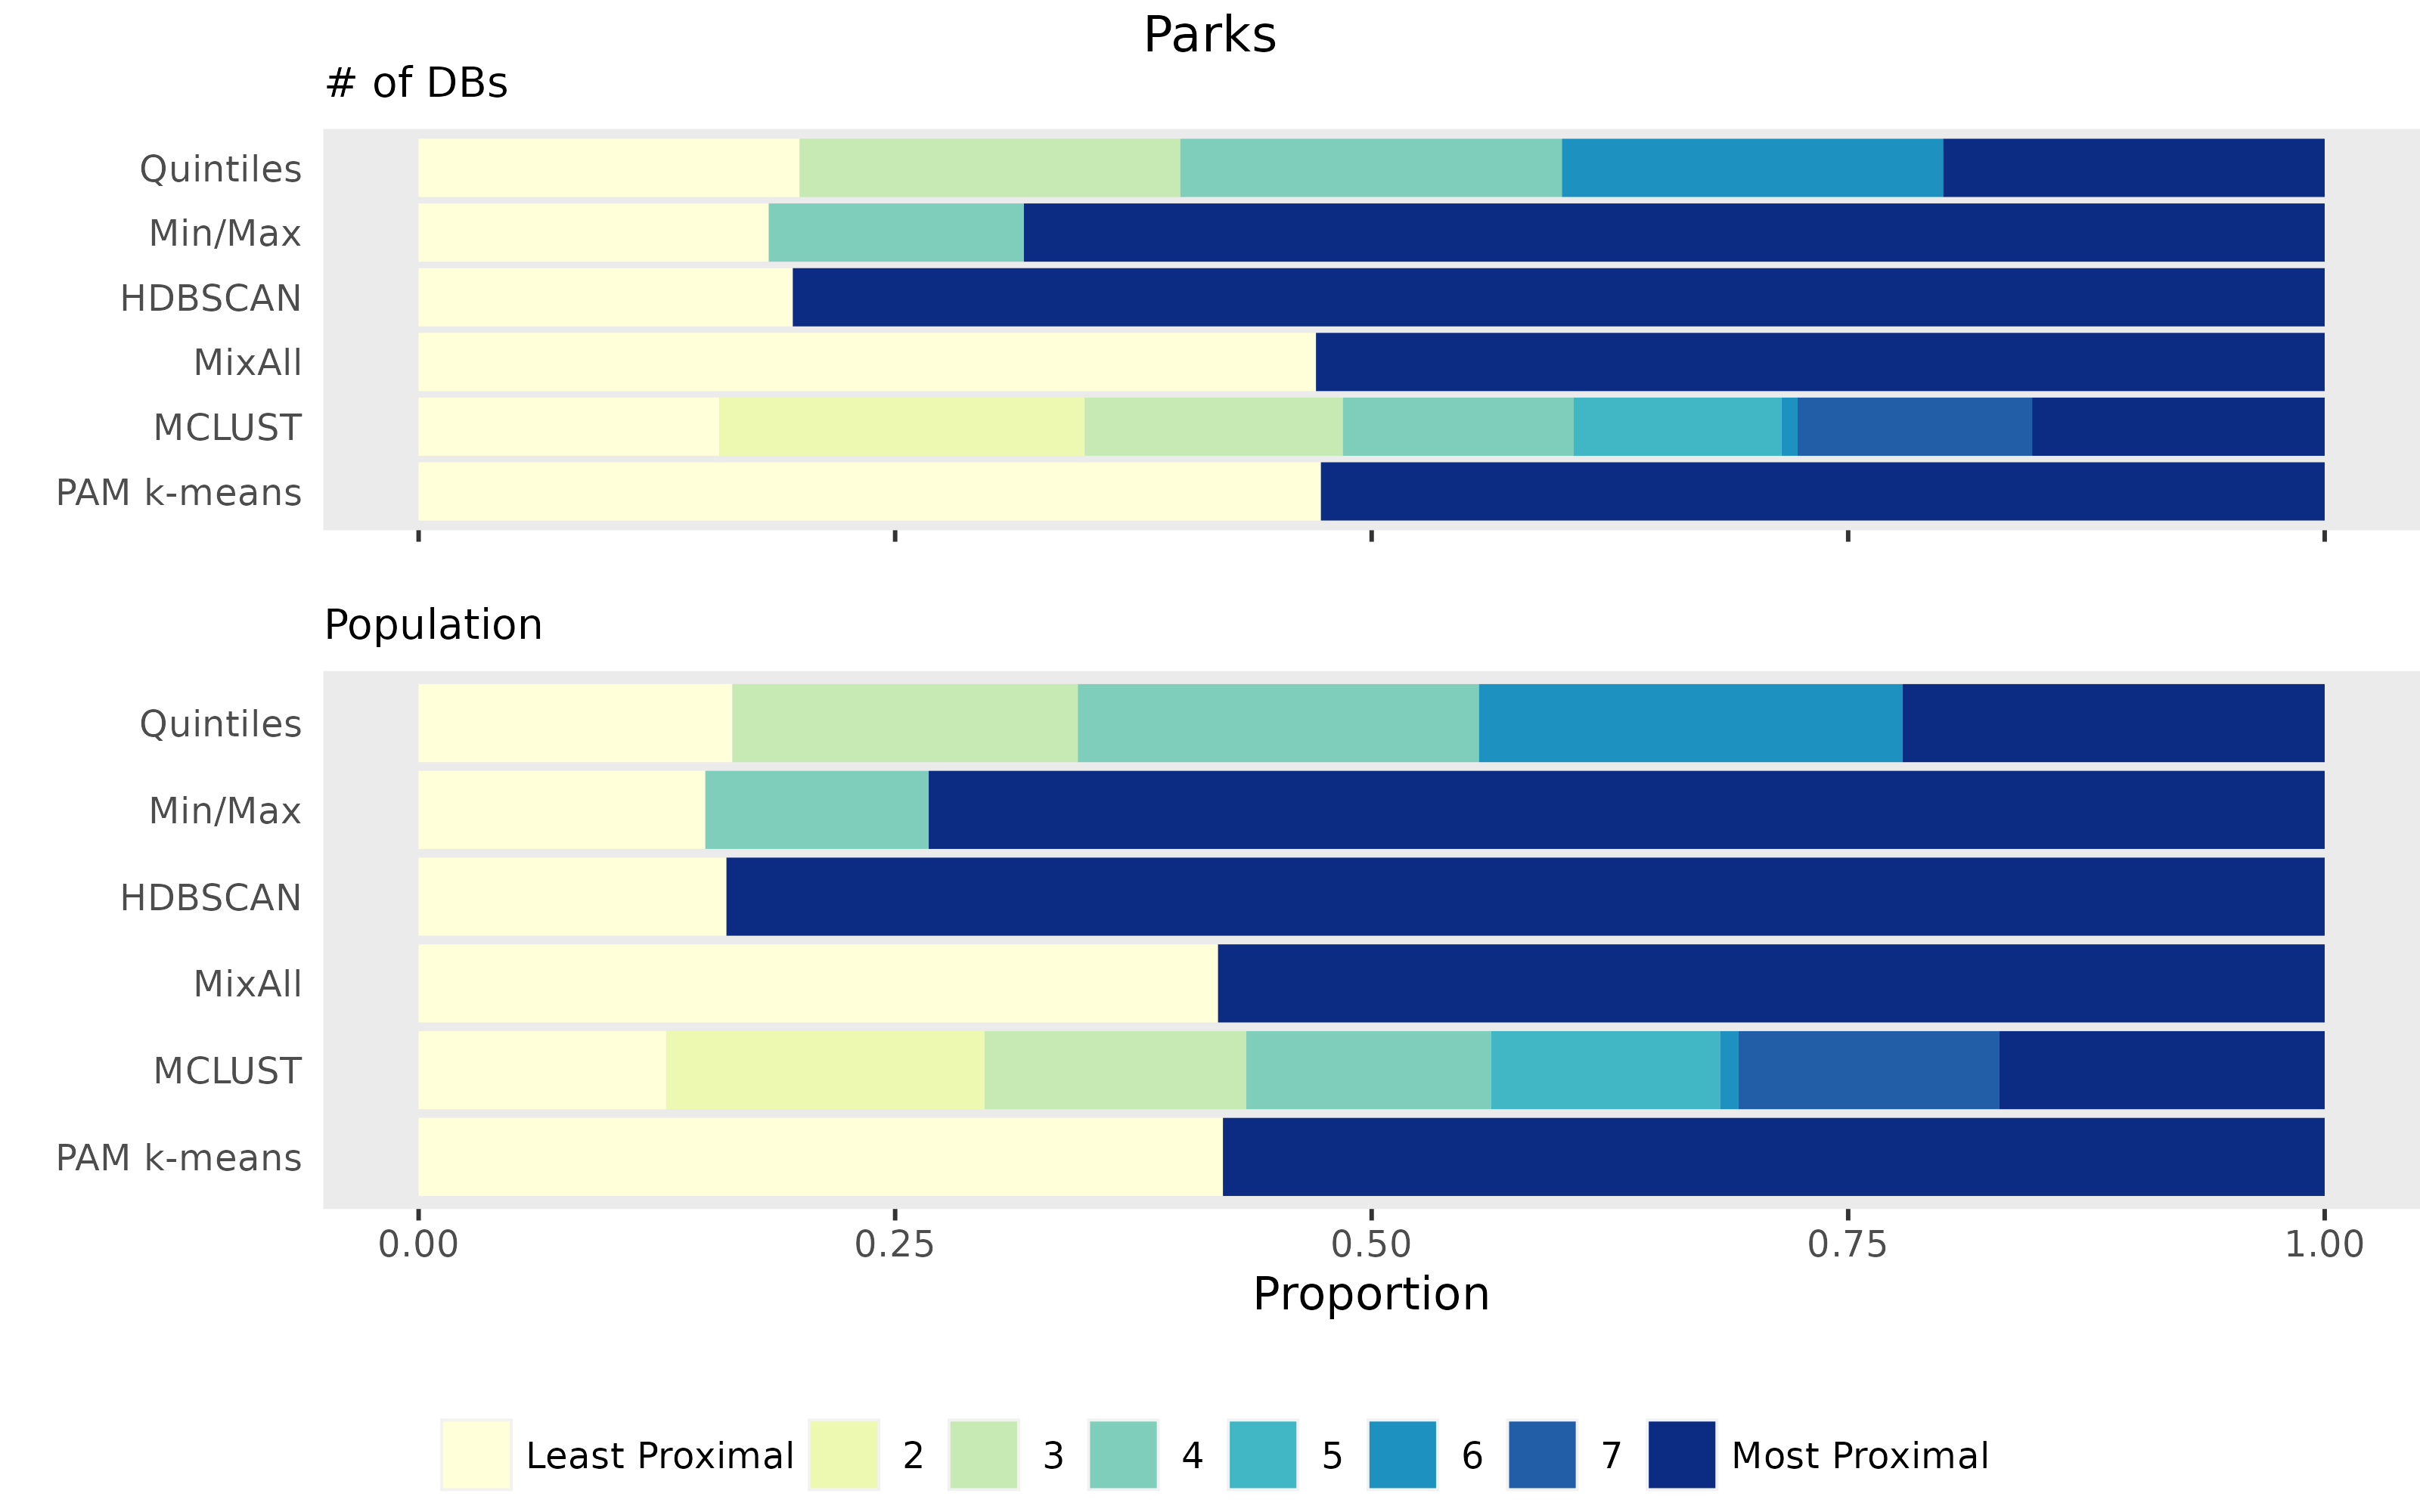 Parks
# of DBs
Quintiles
Min/Max
HDBSCAN
MixAll
MCLUST
PAM k-means
Population
Quintiles
Min/Max
HDBSCAN
MixAll
MCLUST
PAM k-means
0.00 0.25 0.50 0.75 1.00
Proportion
Least Proximal 2 3 4 5 6 7 Most Proximal